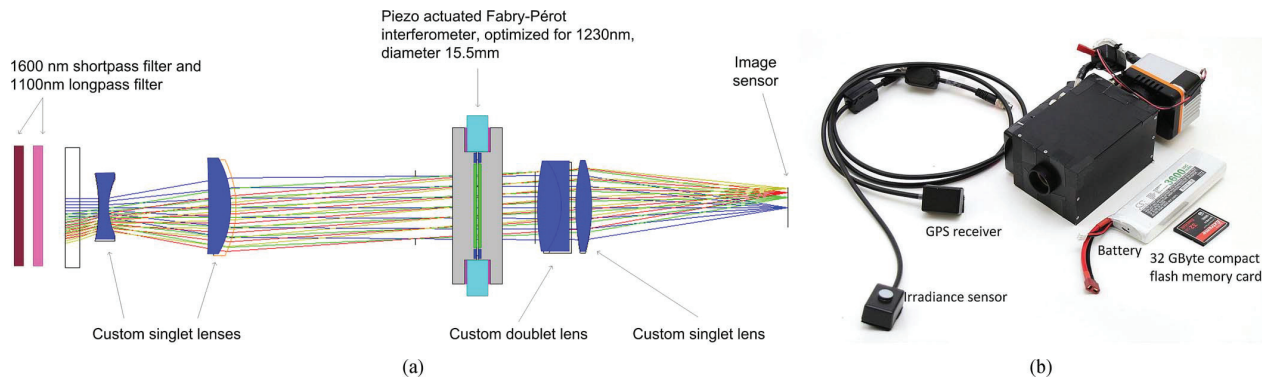 Piezo actuated Fabry-Pérot
interferometer, optimized for 1230nm,
diameter 15.5mm
1600 nm shortpass filter and
1100nm longpass filter
Image
sensor
Custom singlet lenses
Custom doublet lens
Custom singlet lens
(a)
GPS receiver
Irradiance sensor
Battery
3600
32 GByte compact
flash memory card
(b)